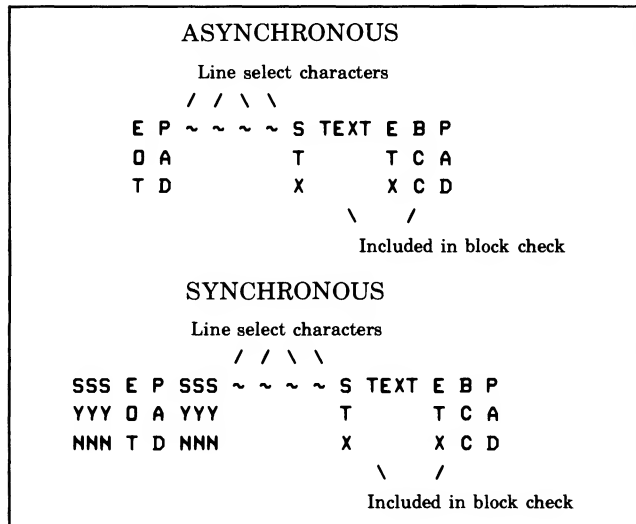 ASYNCHRONOUS
Line select characters
/ / \ \
E P ~ ~ ~ ~ S TEXT E B P
O A T T C A
T D X X C D
\ /
Included in block check
SYNCHRONOUS
Line select characters
/ / \ \
SSS E P SSS ~ ~ ~ ~ S TEXT E B P
YYY O A YYY T T C A
NNN T D NNN X X C D
\ /
Included in block check